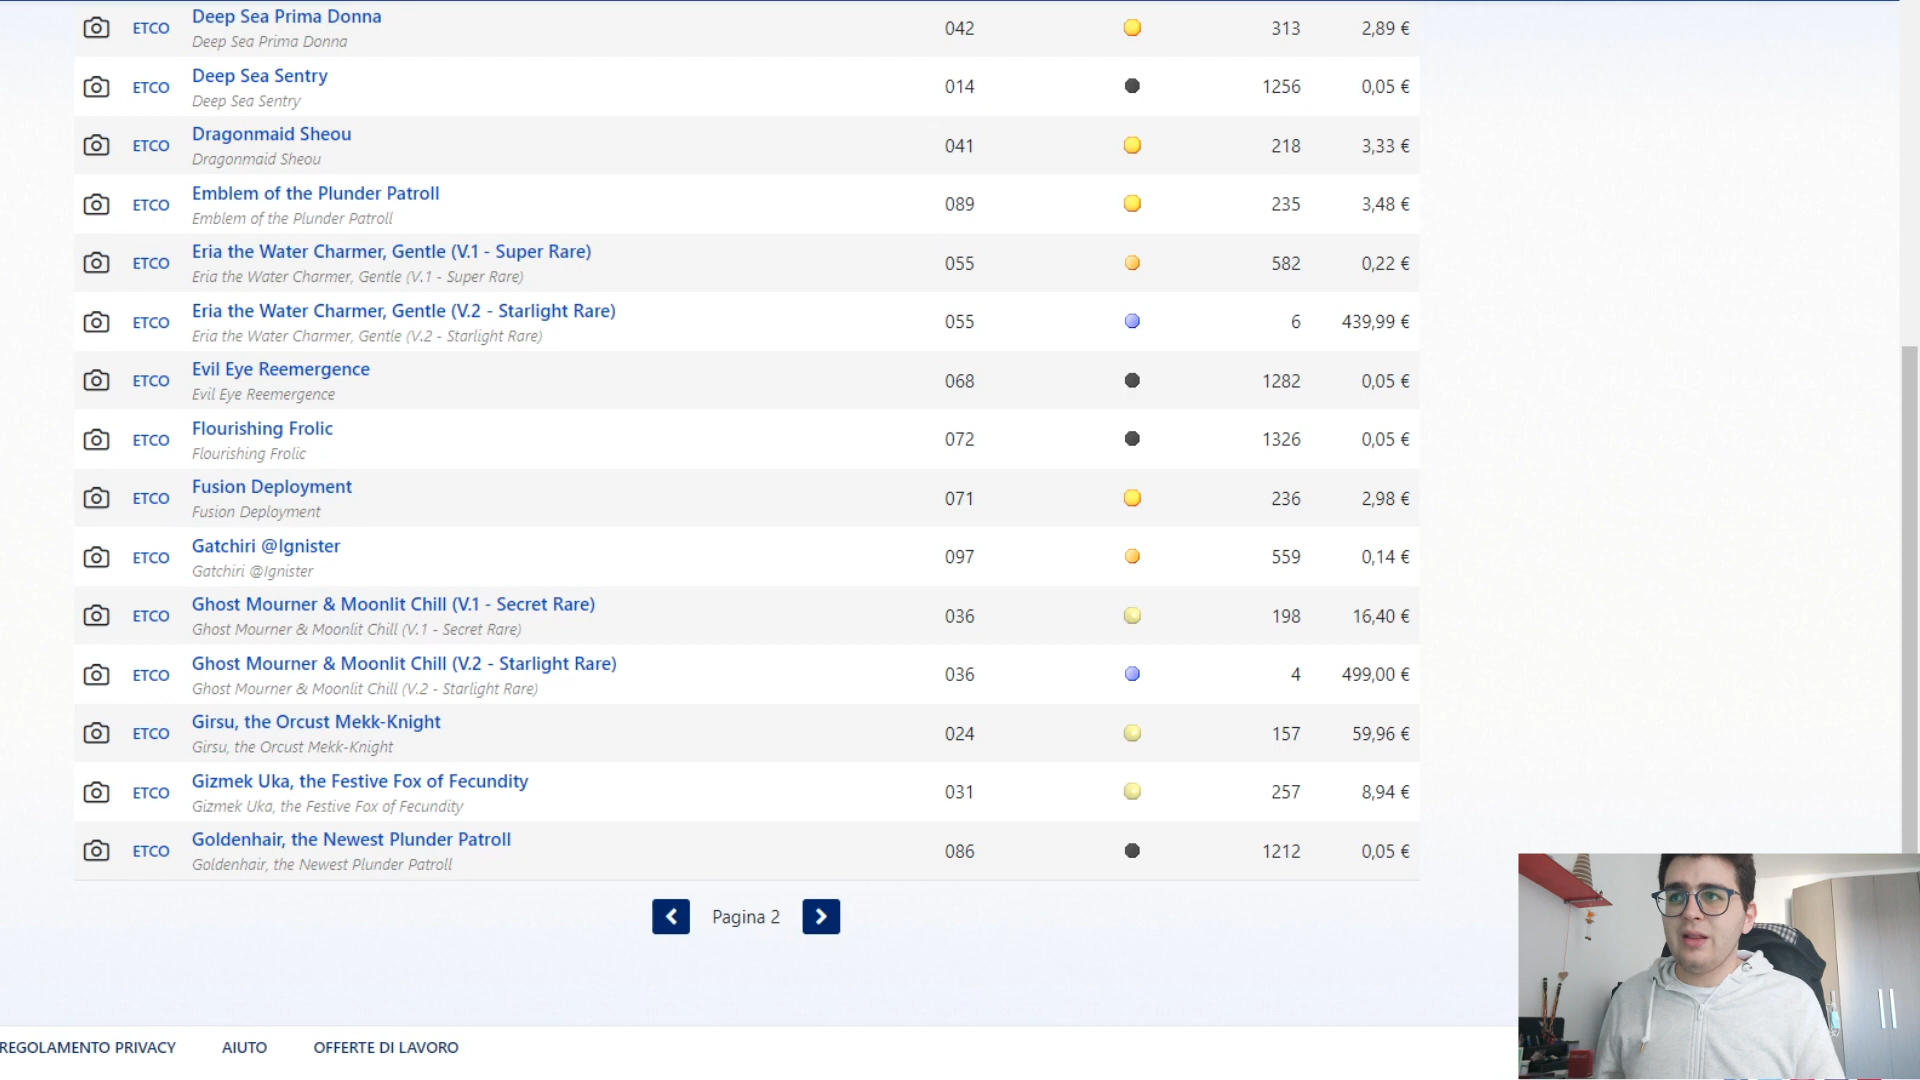 ETCO Deep Sea Prima Donna 042 313 2,89 €
Deep Sea Prima Donna
ETCO Deep Sea Sentry 014 1256 0,05 €
Deep Sea Sentry
ETCO Dragonmaid Sheou 041 218 3,33 €
Dragonmaid Sheou
ETCO Emblem of the Plunder Patroll 089 235 3,48 €
Emblem of the Plunder Patroll
ETCO Eria the Water Charmer, Gentle (V.1 - Super Rare) 055 582 0,22 €
Eria the Water Charmer, Gentle (V.1 - Super Rare)
ETCO Eria the Water Charmer, Gentle (V.2 - Starlight Rare) 055 6 439,99 €
Eria the Water Charmer, Gentle (V.2 - Starlight Rare)
ETCO Evil Eye Reemergence 068 1282 0,05 €
Evil Eye Reemergence
ETCO Flourishing Frolic 072 1326 0,05 €
Flourishing Frolic
ETCO Fusion Deployment 071 236 2,98 €
Fusion Deployment
ETCO Gatchiri @Ignister 097 559 0,14 €
Gatchiri @Ignister
ETCO Ghost Mourner & Moonlit Chill (V.1 - Secret Rare) 036 198 16,40 €
Ghost Mourner & Moonlit Chill (V.1 - Secret Rare)
ETCO Ghost Mourner & Moonlit Chill (V.2 - Starlight Rare) 036 4 499,00 €
Ghost Mourner & Moonlit Chill (V.2 - Starlight Rare)
ETCO Girsu, the Orcust Mekk-Knight 024 157 59,96 €
Girsu, the Orcust Mekk-Knight
ETCO Gizmek Uka, the Festive Fox of Fecundity 031 257 8,94 €
Gizmek Uka, the Festive Fox of Fecundity
ETCO Goldenhair, the Newest Plunder Patroll 086 1212 0,05 €
Goldenhair, the Newest Plunder Patroll
Pagina 2
REGOLAMENTO PRIVACY AIUTO OFFERTE DI LAVORO